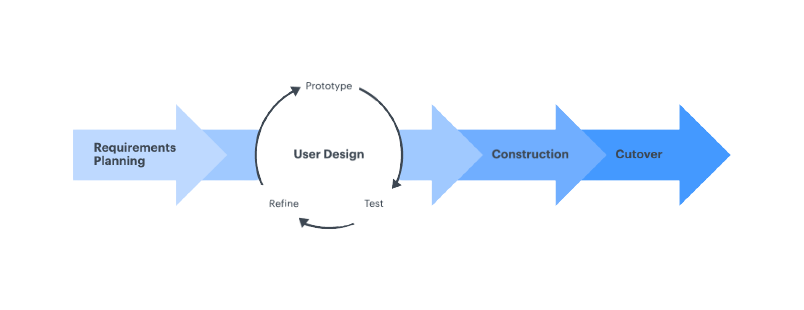 Prototype
Requirements
Planning
User Design
Construction
Cutover
Refine
Test